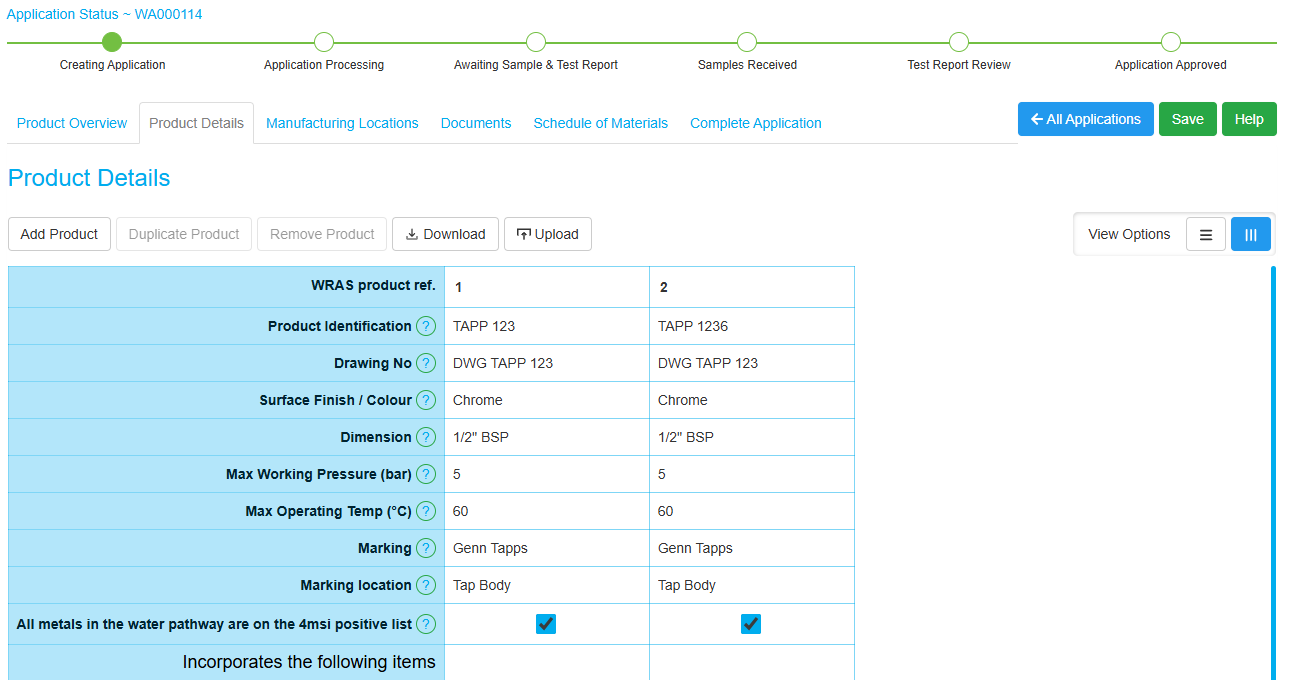 Application Status ~ WA000114
Creating Application Application Processing Awaiting Sample & Test Report Samples Received Test Report Review Application Approved
Product Overview Product Details Manufacturing Locations Documents Schedule of Materials Complete Application ← All Applications Save Help
Product Details
Add Product Duplicate Product Remove Product Download Upload View Options
WRAS product ref. 1 2
Product Identification ? TAPP 123 TAPP 1236
Drawing No ? DWG TAPP 123 DWG TAPP 123
Surface Finish / Colour ? Chrome Chrome
Dimension ? 1/2" BSP 1/2" BSP
Max Working Pressure (bar) ? 5 5
Max Operating Temp (°C) ? 60 60
Marking ? Genn Tapps Genn Tapps
Marking location ? Tap Body Tap Body
All metals in the water pathway are on the 4msi positive list ?
Incorporates the following items